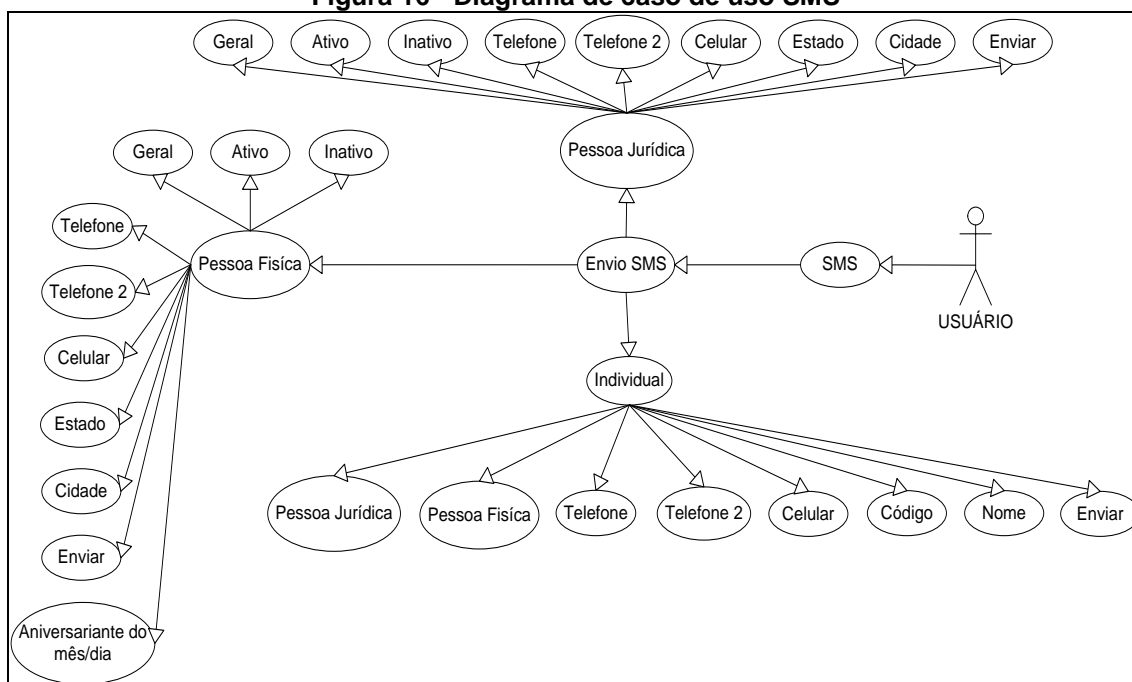 Figura 10 - Diagrama de caso de uso SMS
Geral
Ativo
Inativo
Telefone
Telefone 2
Celular
Estado
Cidade
Enviar
Pessoa Jurídica
Geral
Ativo
Inativo
Telefone
Pessoa Fisíca
Envio SMS
SMS
USUÁRIO
Telefone 2
Celular
Estado
Cidade
Enviar
Aniversariante do
mês/dia
Individual
Pessoa Jurídica
Pessoa Fisíca
Telefone
Telefone 2
Celular
Código
Nome
Enviar